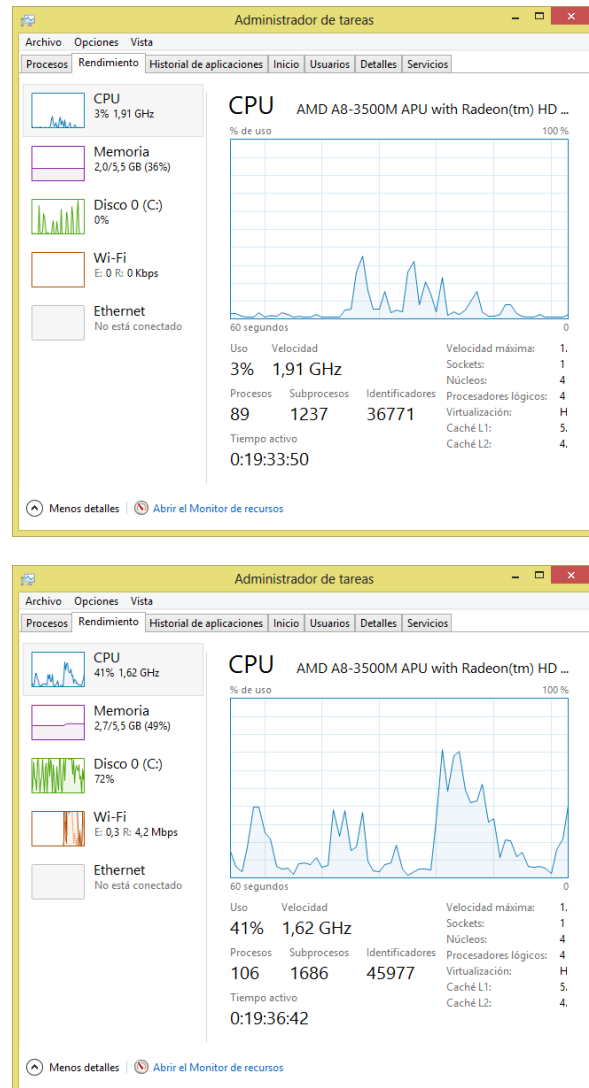 Administrador de tareas
Archivo Opciones Vista
Procesos Rendimiento Historial de aplicaciones Inicio Usuarios Detalles Servicios
CPU
3% 1,91 GHz
Memoria
2,0/5,5 GB (36%)
Disco 0 (C:)
0%
Wi-Fi
E: 0 R: 0 Kbps
Ethernet
No está conectado
CPU AMD A8-3500M APU with Radeon(tm) HD ...
% de uso 100 %
60 segundos 0
Uso Velocidad
3% 1,91 GHz
Procesos Subprocesos Identificadores
89 1237 36771
Tiempo activo
0:19:33:50
Velocidad máxima: 1.
Sockets: 1
Núcleos: 4
Procesadores lógicos: 4
Virtualización: H
Caché L1: 5.
Caché L2: 4.
Menos detalles Abrir el Monitor de recursos
Administrador de tareas
Archivo Opciones Vista
Procesos Rendimiento Historial de aplicaciones Inicio Usuarios Detalles Servicios
CPU
41% 1,62 GHz
Memoria
2,7/5,5 GB (49%)
Disco 0 (C:)
72%
Wi-Fi
E: 0,3 R: 4,2 Mbps
Ethernet
No está conectado
CPU AMD A8-3500M APU with Radeon(tm) HD ...
% de uso 100 %
60 segundos 0
Uso Velocidad
41% 1,62 GHz
Procesos Subprocesos Identificadores
106 1686 45977
Tiempo activo
0:19:36:42
Velocidad máxima: 1.
Sockets: 1
Núcleos: 4
Procesadores lógicos: 4
Virtualización: H
Caché L1: 5.
Caché L2: 4.
Menos detalles Abrir el Monitor de recursos